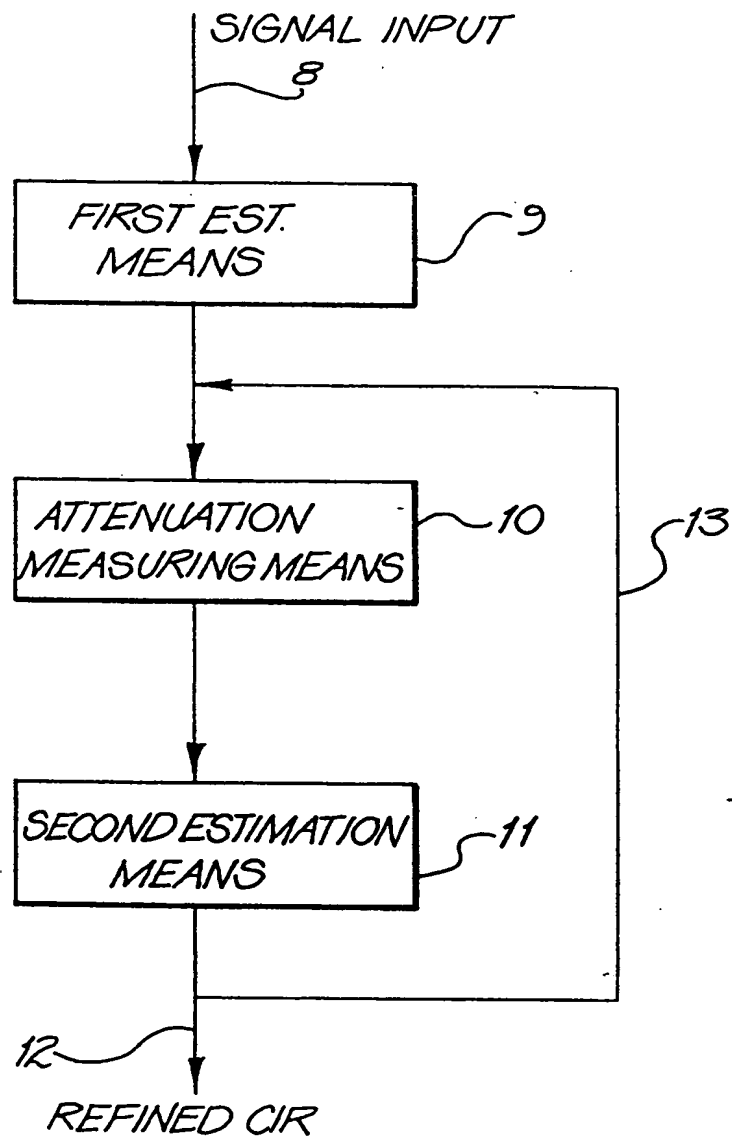 SIGNAL INPUT
8
FIRST EST.
MEANS
9
ATTENUATION
MEASURING MEANS
10
13
SECOND ESTIMATION
MEANS
11
12
REFINED CIR